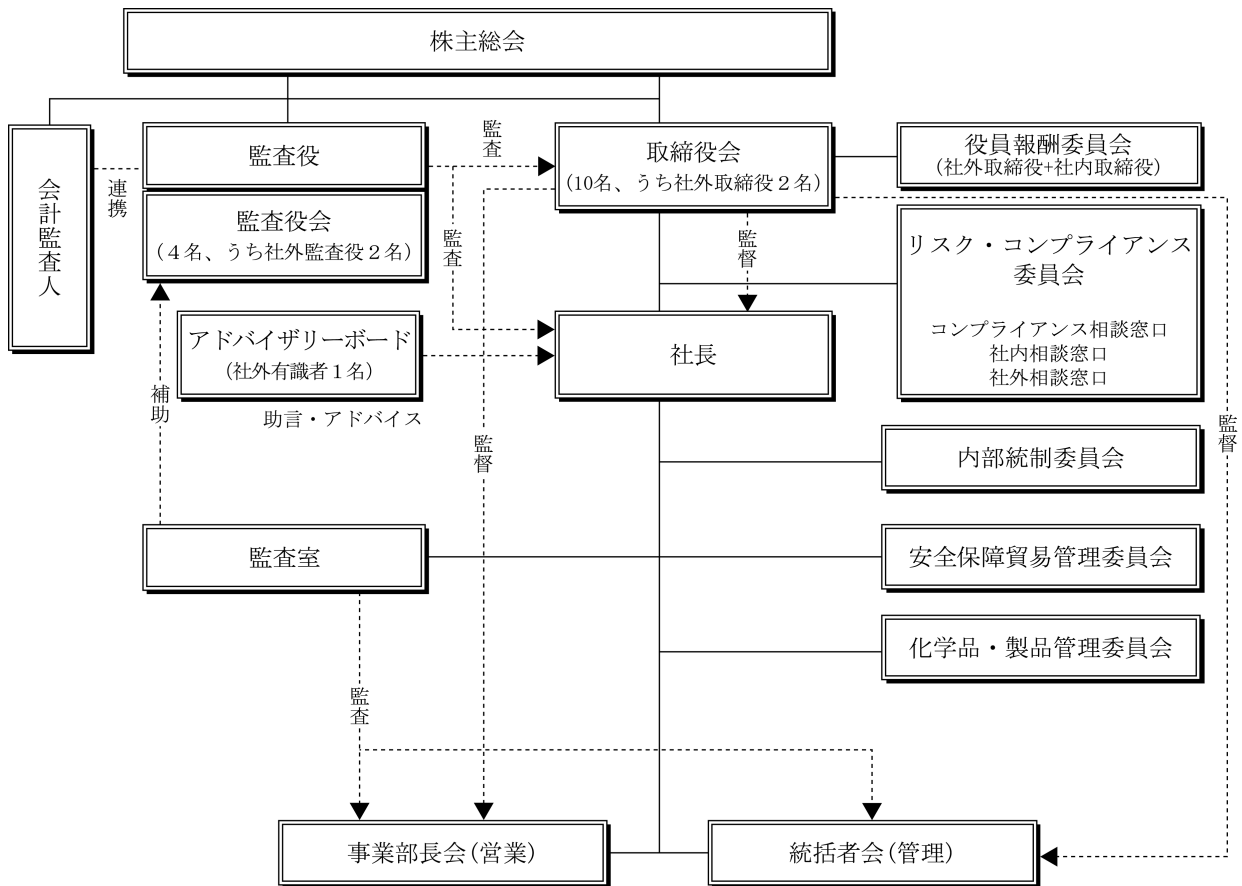 株主総会
会計監査人
連携
監査役
監査役会
（４名、うち社外監査役２名）
監査
監査
取締役会
（10名、うち社外取締役２名）
監督
役員報酬委員会
（社外取締役+社内取締役）
リスク・コンプライアンス
委員会
コンプライアンス相談窓口
社内相談窓口
社外相談窓口
アドバイザリーボード
（社外有識者１名）
助言・アドバイス
社長
補助
監督
監督
内部統制委員会
監査室
安全保障貿易管理委員会
化学品・製品管理委員会
監査
事業部長会（営業）
統括者会（管理）